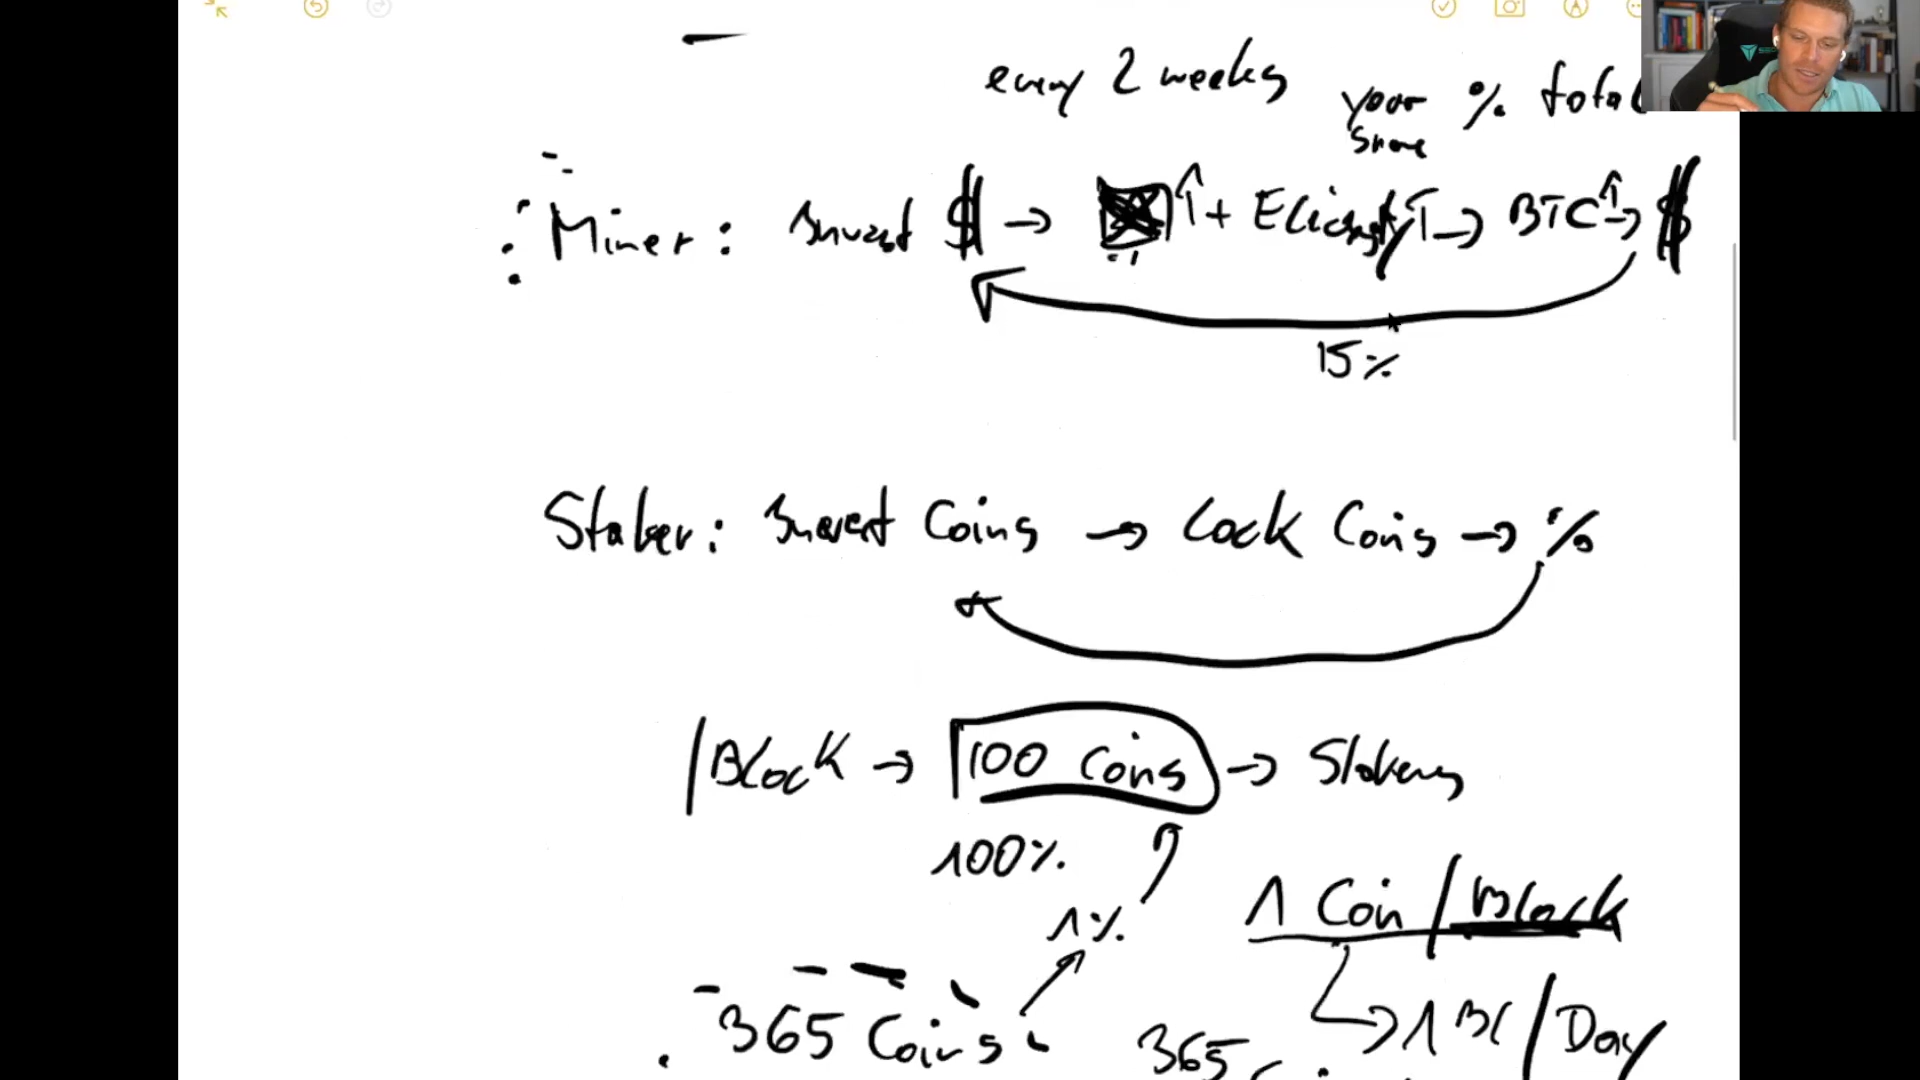 every 2 weeks your % total
share
Miner: Invest $ → + → BTC → $
15%
Staker: Invest Coins → Lock Coins → %
/Block → 100 Coins → Stakers
100%
1 Coin / Block
1%
365 Coins
→ 1 BC / Day
365